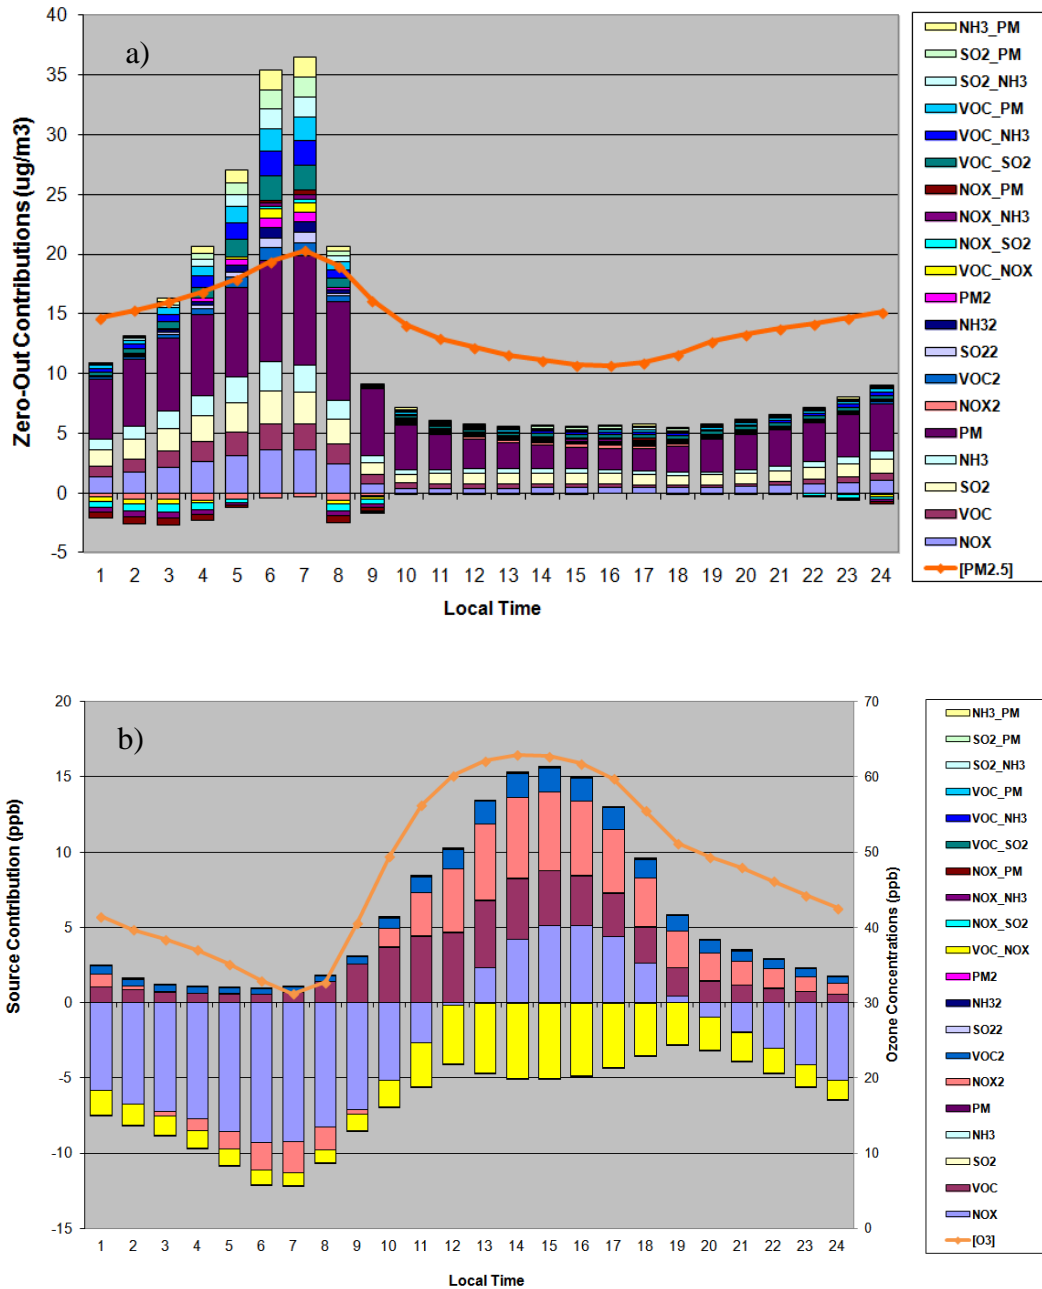 a)
Zero-Out Contributions (ug/m3)
40
35
30
25
20
15
10
5
0
-5
1 2 3 4 5 6 7 8 9 10 11 12 13 14 15 16 17 18 19 20 21 22 23 24
Local Time
NH3_PM
SO2_PM
SO2_NH3
VOC_PM
VOC_NH3
VOC_SO2
NOX_PM
NOX_NH3
NOX_SO2
VOC_NOX
PM2
NH32
SO22
VOC2
NOX2
PM
NH3
SO2
VOC
NOX
[PM2.5]
b)
Source Contribution (ppb)
20
15
10
5
0
-5
-10
-15
70
60
50
40
30
20
10
0
Ozone Concentrations (ppb)
1 2 3 4 5 6 7 8 9 10 11 12 13 14 15 16 17 18 19 20 21 22 23 24
Local Time
NH3_PM
SO2_PM
SO2_NH3
VOC_PM
VOC_NH3
VOC_SO2
NOX_PM
NOX_NH3
NOX_SO2
VOC_NOX
PM2
NH32
SO22
VOC2
NOX2
PM
NH3
SO2
VOC
NOX
[O3]